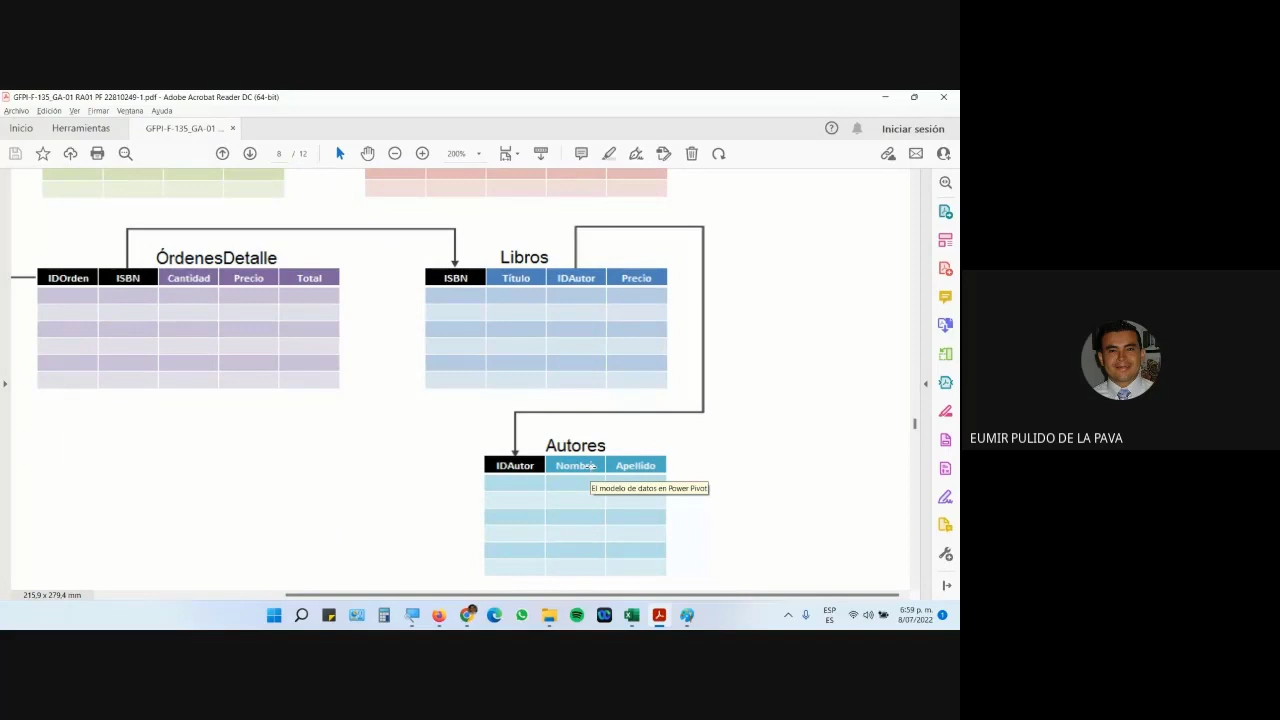 GFPI-F-135_GA-01 RA01 PF 22810249-1.pdf - Adobe Acrobat Reader DC (64-bit)
Archivo Edición Ver Firmar Ventana Ayuda
Inicio Herramientas GFPI-F-135_GA-01 ... × Iniciar sesión
8 / 12 200%
ÓrdenesDetalle
IDOrden ISBN Cantidad Precio Total
Libros
ISBN Título IDAutor Precio
Autores
IDAutor Nombre Apellido
El modelo de datos en Power Pivot
215,9 x 279,4 mm
ESP
ES
6:59 p. m.
8/07/2022
1
EUMIR PULIDO DE LA PAVA